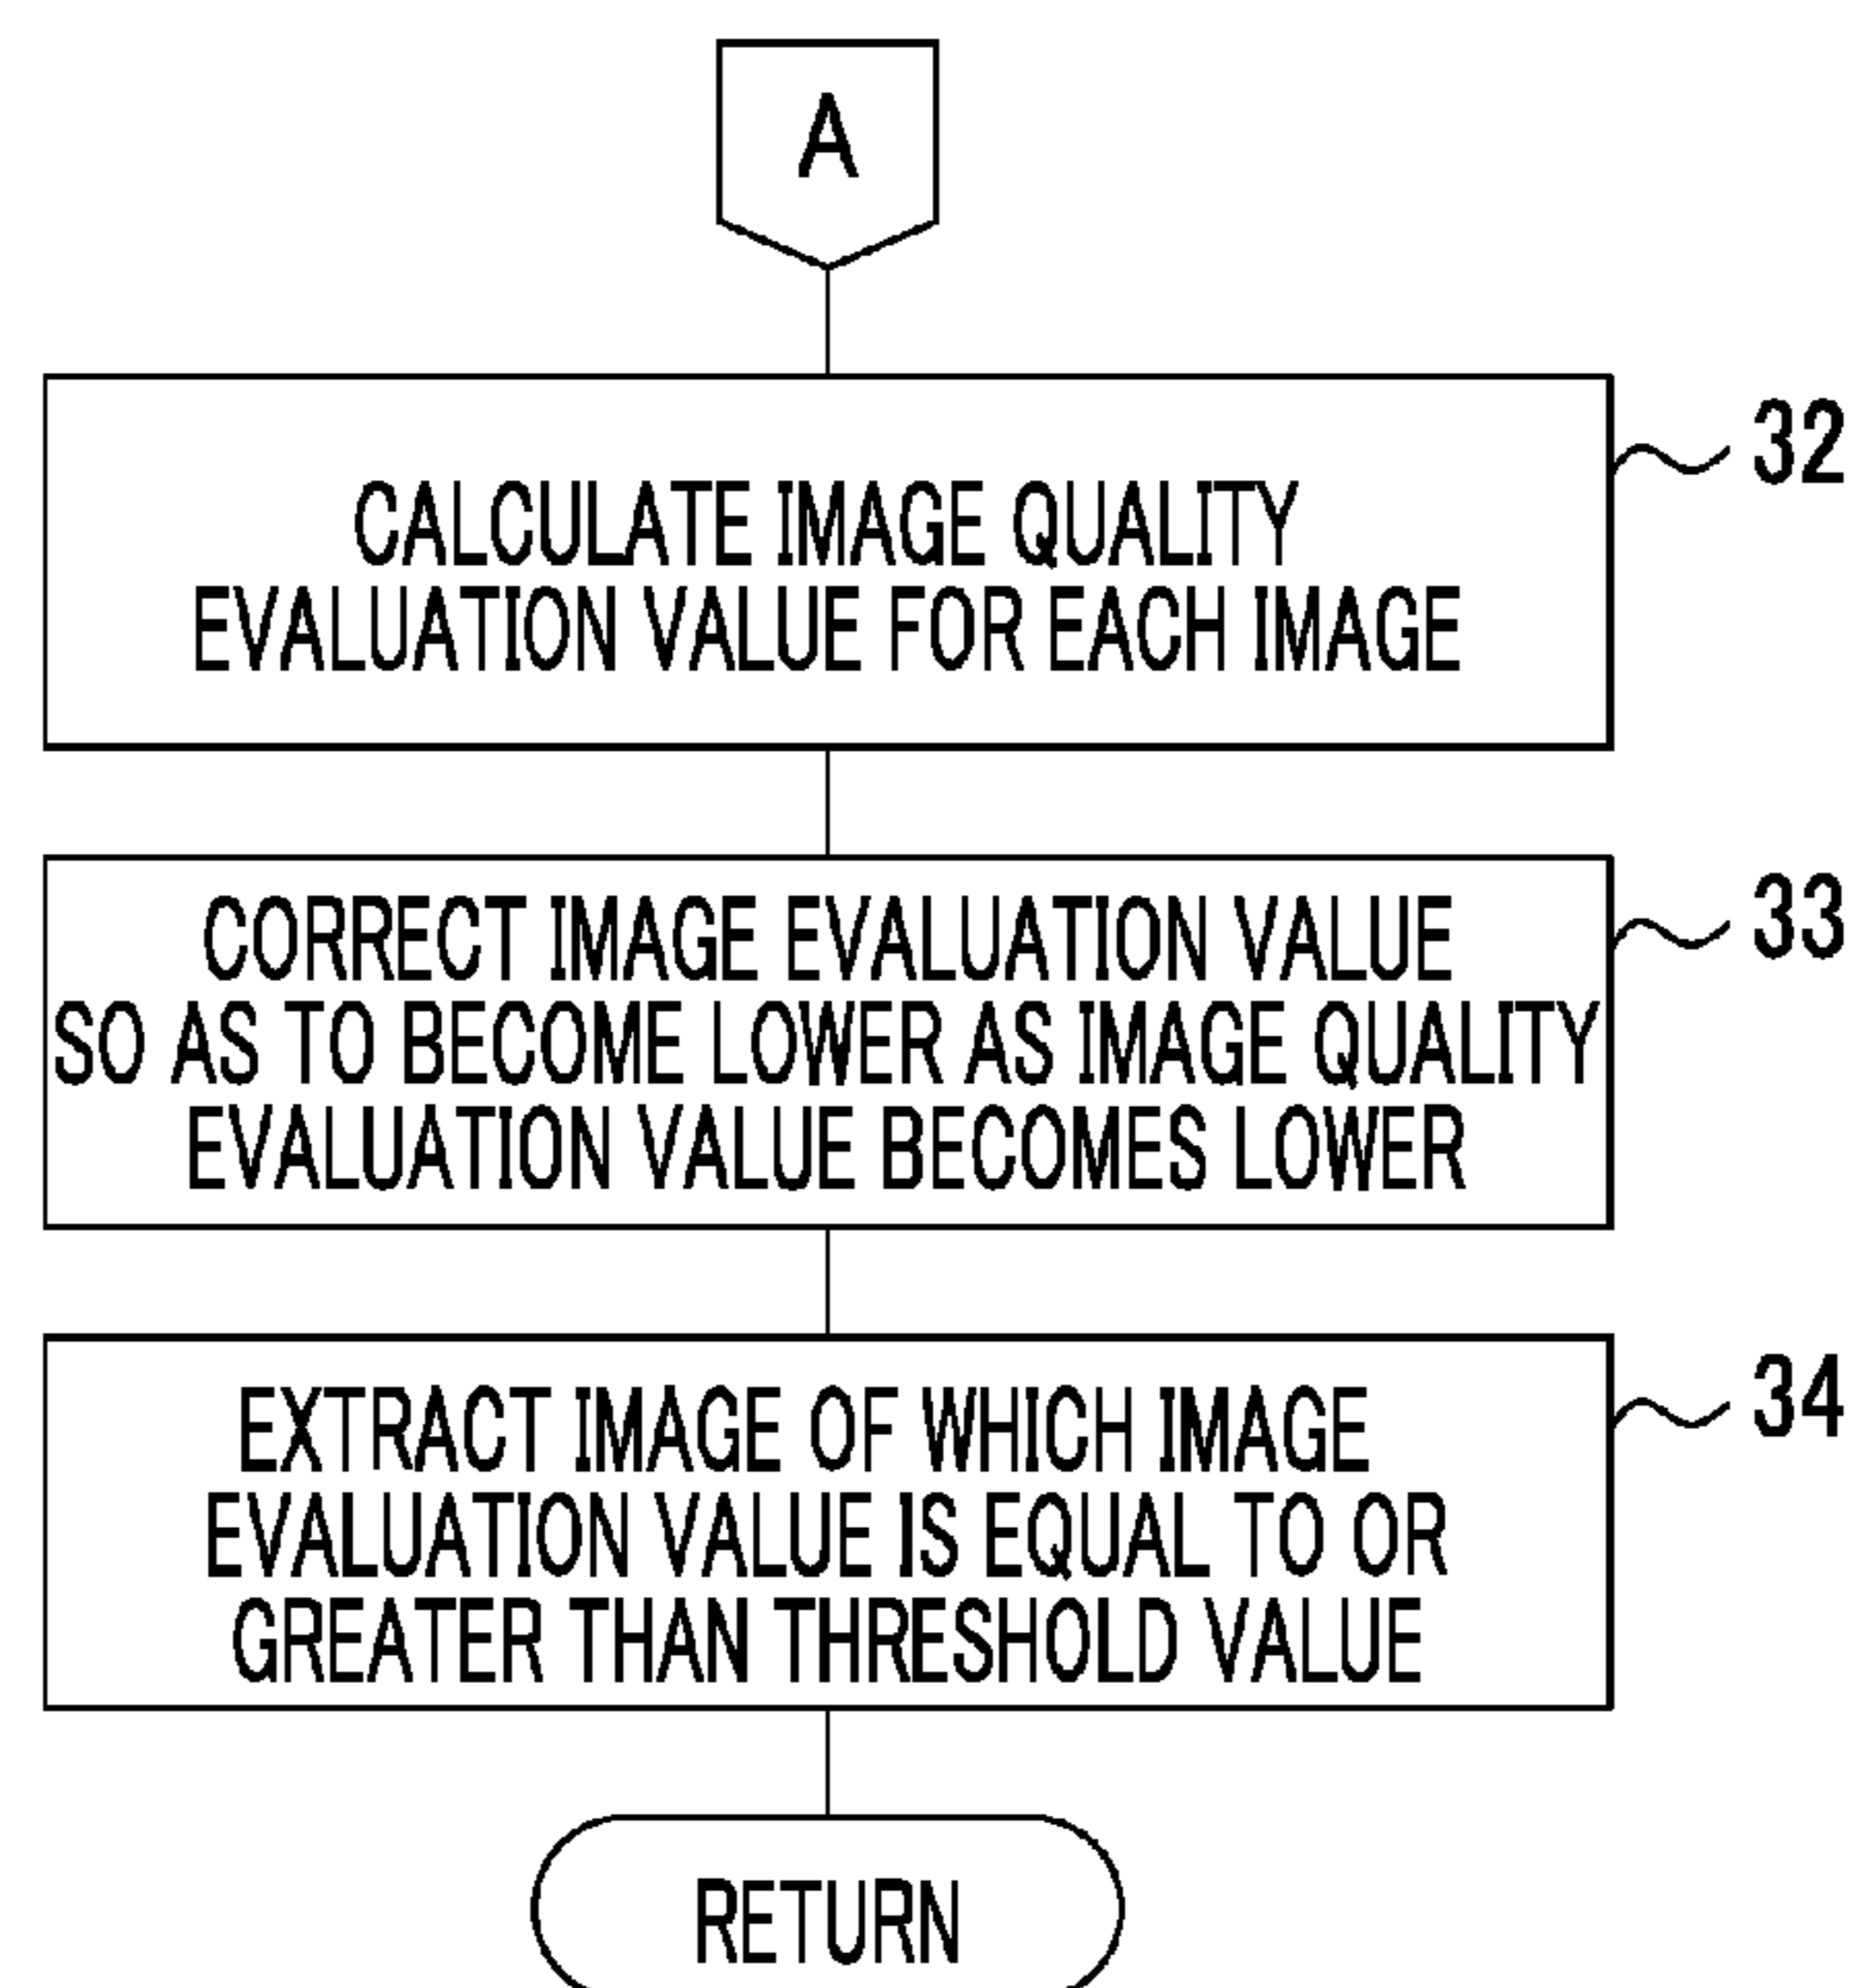 A
CALCULATE IMAGE QUALITY
EVALUATION VALUE FOR EACH IMAGE
32
CORRECT IMAGE EVALUATION VALUE
SO AS TO BECOME LOWER AS IMAGE QUALITY
EVALUATION VALUE BECOMES LOWER
33
EXTRACT IMAGE OF WHICH IMAGE
EVALUATION VALUE IS EQUAL TO OR
GREATER THAN THRESHOLD VALUE
34
RETURN